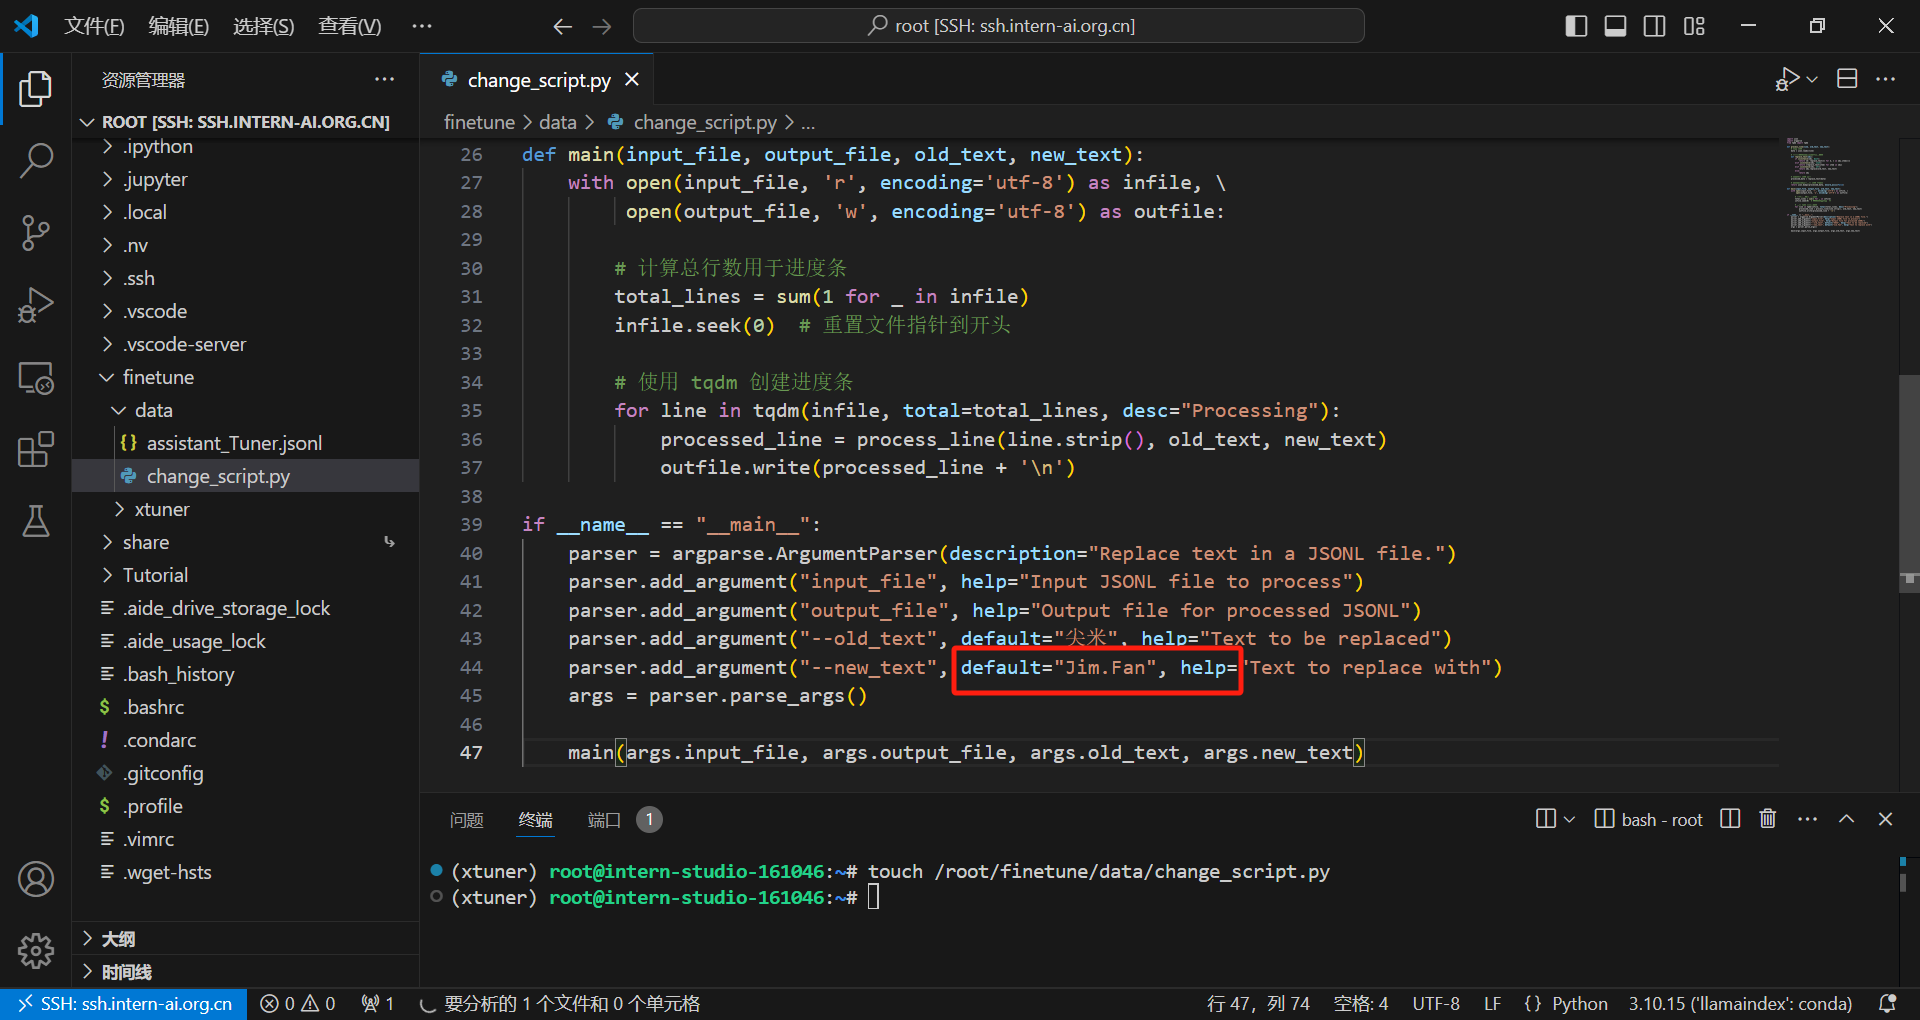 文件(F) 编辑(E) 选择(S) 查看(V) ··· root [SSH: ssh.intern-ai.org.cn]
资源管理器 ···
ROOT [SSH: SSH.INTERN-AI.ORG.CN]
.ipython
.jupyter
.local
.nv
.ssh
.vscode
.vscode-server
finetune
data
{} assistant_Tuner.jsonl
change_script.py
xtuner
share
Tutorial
.aide_drive_storage_lock
.aide_usage_lock
.bash_history
$ .bashrc
! .condarc
.gitconfig
$ .profile
.vimrc
.wget-hsts
大纲
时间线
change_script.py
finetune > data > change_script.py > ...
26 def main(input_file, output_file, old_text, new_text):
27 with open(input_file, 'r', encoding='utf-8') as infile, \
28 open(output_file, 'w', encoding='utf-8') as outfile:
29
30 # 计算总行数用于进度条
31 total_lines = sum(1 for _ in infile)
32 infile.seek(0) # 重置文件指针到开头
33
34 # 使用 tqdm 创建进度条
35 for line in tqdm(infile, total=total_lines, desc="Processing"):
36 processed_line = process_line(line.strip(), old_text, new_text)
37 outfile.write(processed_line + '\n')
38
39 if __name__ == "__main__":
40 parser = argparse.ArgumentParser(description="Replace text in a JSONL file.")
41 parser.add_argument("input_file", help="Input JSONL file to process")
42 parser.add_argument("output_file", help="Output file for processed JSONL")
43 parser.add_argument("--old_text", default="尖米", help="Text to be replaced")
44 parser.add_argument("--new_text", default="Jim.Fan", help="Text to replace with")
45 args = parser.parse_args()
46
47 main(args.input_file, args.output_file, args.old_text, args.new_text)
问题 终端 端口 1 bash - root
(xtuner) root@intern-studio-161046:~# touch /root/finetune/data/change_script.py
(xtuner) root@intern-studio-161046:~#
SSH: ssh.intern-ai.org.cn 0 0 1 要分析的 1 个文件和 0 个单元格 行 47，列 74 空格: 4 UTF-8 LF {} Python 3.10.15 ('llamaindex': conda)